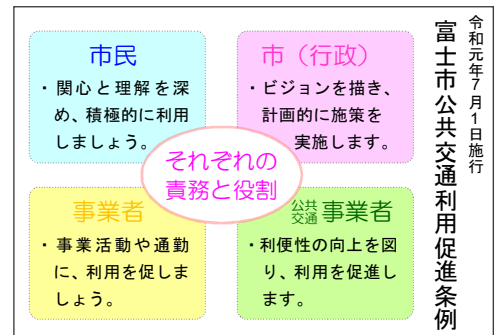 令和元年7月1日施行
富士市公共交通利用促進条例
市民
・関心と理解を深
め、積極的に利用
しましょう。
市（行政）
・ビジョンを描き、
計画的に施策を
実施します。
それぞれの
責務と役割
事業者
・事業活動や通勤
に、利用を促しま
しょう。
公共交通事業者
・利便性の向上を図
り、利用を促進し
ます。